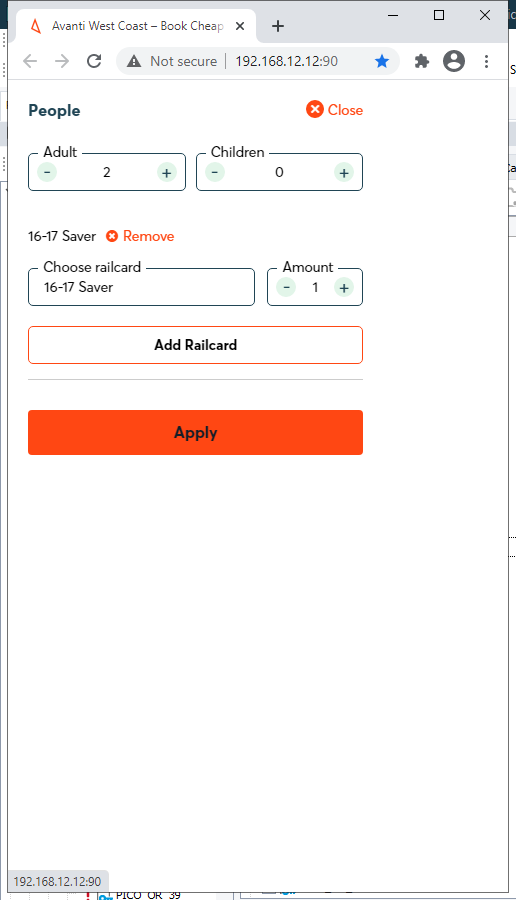 Avanti West Coast – Book Cheap
Not secure | 192.168.12.12:90
People
Close
Adult
Children
- 2 +
- 0 +
16-17 Saver Remove
Choose railcard
Amount
16-17 Saver
- 1 +
Add Railcard
Apply
192.168.12.12:90
PICO_OR_39